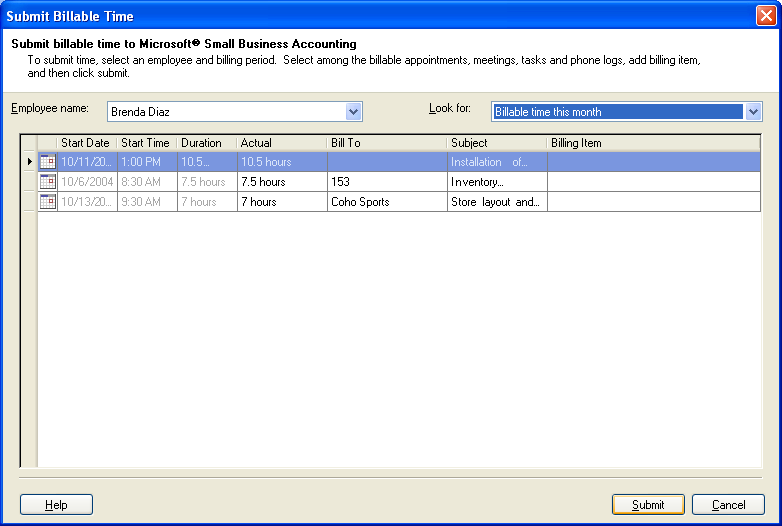 Submit Billable Time
Submit billable time to Microsoft® Small Business Accounting
To submit time, select an employee and billing period. Select among the billable appointments, meetings, tasks and phone logs, add billing item,
and then click submit.
Employee name: Brenda Diaz Look for: Billable time this month
Start Date Start Time Duration Actual Bill To Subject Billing Item
10/11/20... 1:00 PM 10.5... 10.5 hours Installation of...
10/6/2004 8:30 AM 7.5 hours 7.5 hours 153 Inventory...
10/13/20... 9:30 AM 7 hours 7 hours Coho Sports Store layout and...
Help Submit Cancel